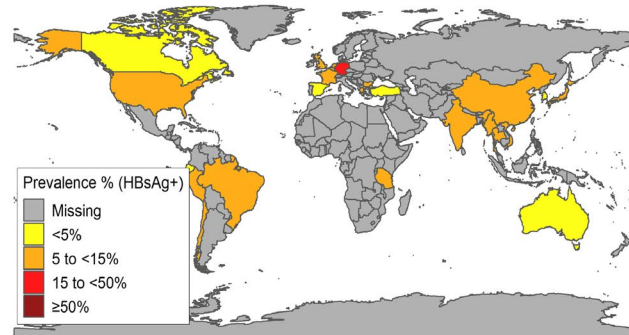 Prevalence % (HBsAg+)
Missing
<5%
5 to <15%
15 to <50%
≥50%